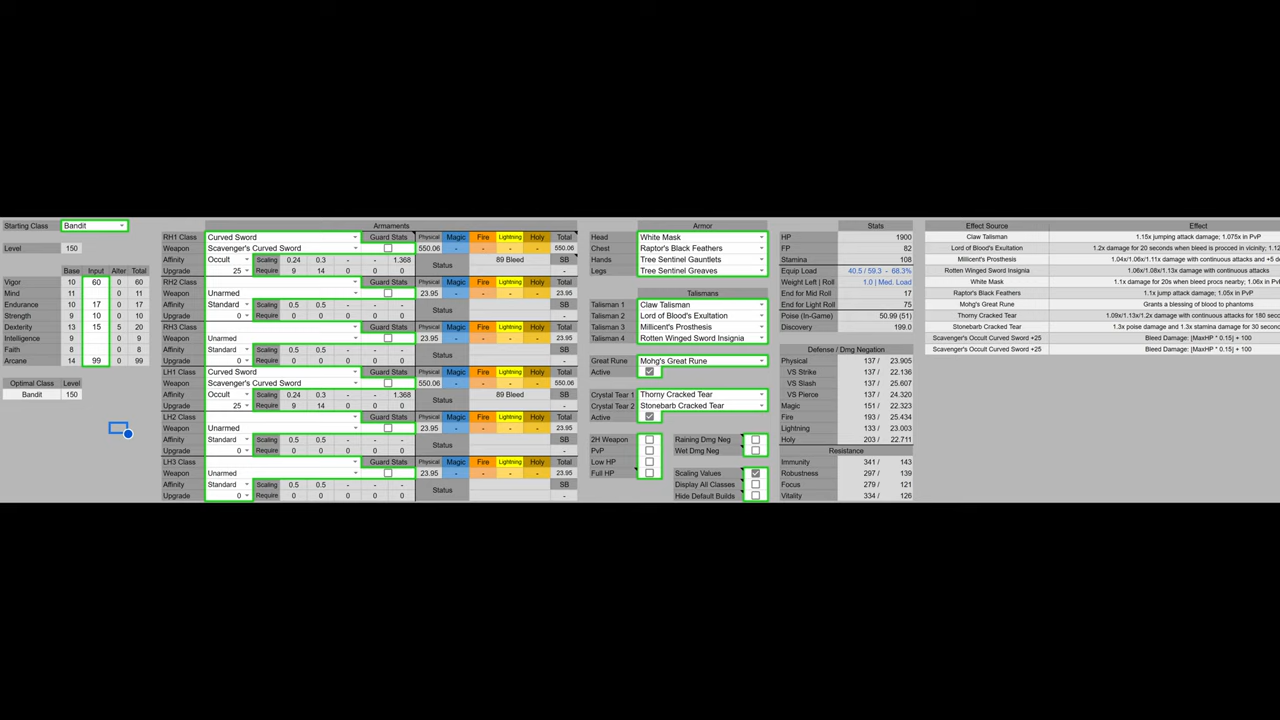 Starting Class Bandit
Level 150
Base Input Alter Total
Vigor 10 60 0 60
Mind 11 0 11
Endurance 10 17 0 17
Strength 9 10 0 10
Dexterity 13 15 5 20
Intelligence 9 0 9
Faith 8 0 8
Arcane 14 99 0 99
Optimal Class Level
Bandit 150
Armaments
RH1 Class Curved Sword Guard Stats Physical Magic Fire Lightning Holy Total
Weapon Scavenger's Curved Sword 550.06 - - - - 550.06
Affinity Occult Scaling 0.24 0.3 - - 1.368 Status 89 Bleed SB
Upgrade 25 Require 9 14 0 0 0 -
RH2 Class Guard Stats Physical Magic Fire Lightning Holy Total
Weapon Unarmed 23.95 - - - - 23.95
Affinity Standard Scaling 0.5 0.5 - - - Status SB
Upgrade 0 Require 0 0 0 0 0 -
RH3 Class Guard Stats Physical Magic Fire Lightning Holy Total
Weapon Unarmed 23.95 - - - - 23.95
Affinity Standard Scaling 0.5 0.5 - - - Status SB
Upgrade 0 Require 0 0 0 0 0 -
LH1 Class Curved Sword Guard Stats Physical Magic Fire Lightning Holy Total
Weapon Scavenger's Curved Sword 550.06 - - - - 550.06
Affinity Occult Scaling 0.24 0.3 - - 1.368 Status 89 Bleed SB
Upgrade 25 Require 9 14 0 0 0 -
LH2 Class Guard Stats Physical Magic Fire Lightning Holy Total
Weapon Unarmed 23.95 - - - - 23.95
Affinity Standard Scaling 0.5 0.5 - - - Status SB
Upgrade 0 Require 0 0 0 0 0 -
LH3 Class Guard Stats Physical Magic Fire Lightning Holy Total
Weapon Unarmed 23.95 - - - - 23.95
Affinity Standard Scaling 0.5 0.5 - - - Status SB
Upgrade 0 Require 0 0 0 0 0 -
Armor
Head White Mask
Chest Raptor's Black Feathers
Hands Tree Sentinel Gauntlets
Legs Tree Sentinel Greaves
Talismans
Talisman 1 Claw Talisman
Talisman 2 Lord of Blood's Exultation
Talisman 3 Millicent's Prosthesis
Talisman 4 Rotten Winged Sword Insignia
Great Rune Mohg's Great Rune
Active
Crystal Tear 1 Thorny Cracked Tear
Crystal Tear 2 Stonebarb Cracked Tear
Active
2H Weapon Raining Dmg Neg
PvP Wet Dmg Neg
Low HP
Full HP Scaling Values
Display All Classes
Hide Default Builds
Stats
HP 1900
FP 82
Stamina 108
Equip Load 40.5 / 59.3 - 68.3%
Weight Left | Roll 1.0 | Med. Load
End for Mid Roll 17
End for Light Roll 75
Poise (In-Game) 50.99 (51)
Discovery 199.0
Defense / Dmg Negation
Physical 137 / 23.905
VS Strike 137 / 22.136
VS Slash 137 / 25.607
VS Pierce 137 / 24.320
Magic 151 / 22.323
Fire 193 / 25.434
Lightning 133 / 23.003
Holy 203 / 22.711
Resistance
Immunity 341 / 143
Robustness 297 / 139
Focus 279 / 121
Vitality 334 / 126
Effect Source Effect
Claw Talisman 1.15x jumping attack damage; 1.075x in PvP
Lord of Blood's Exultation 1.2x damage for 20 seconds when bleed is procced in vicinity; 1.12
Millicent's Prosthesis 1.04x/1.06x/1.11x damage with continuous attacks and +5 d
Rotten Winged Sword Insignia 1.06x/1.08x/1.13x damage with continuous attacks
White Mask 1.1x damage for 20s when bleed procs nearby; 1.06x in PvP
Raptor's Black Feathers 1.1x jump attack damage; 1.05x in PvP
Mohg's Great Rune Grants a blessing of blood to phantoms
Thorny Cracked Tear 1.09x/1.13x/1.2x damage with continuous attacks for 180 seco
Stonebarb Cracked Tear 1.3x poise damage and 1.3x stamina damage for 30 secon
Scavenger's Occult Curved Sword +25 Bleed Damage: |MaxHP * 0.15| + 100
Scavenger's Occult Curved Sword +25 Bleed Damage: |MaxHP * 0.15| + 100